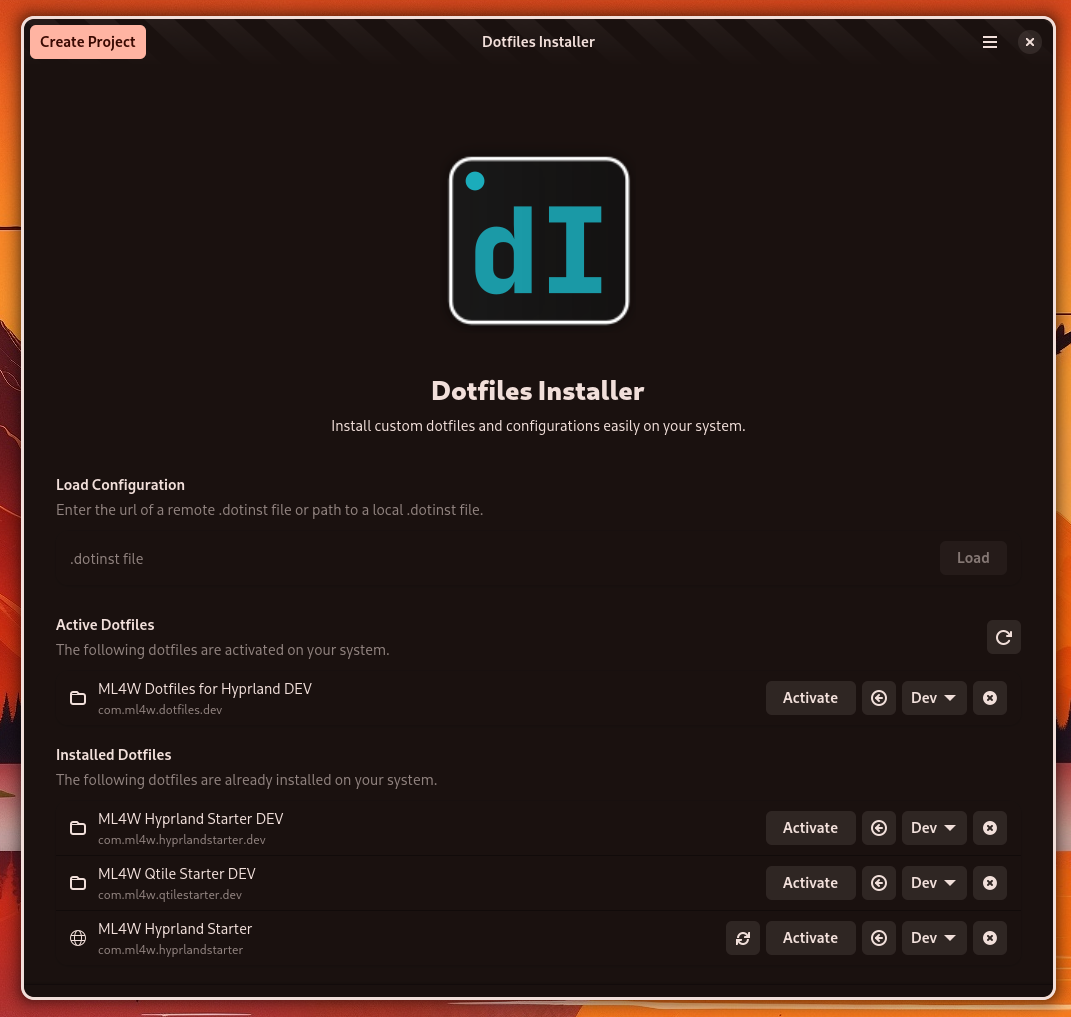 Create Project
Dotfiles Installer
dI
Dotfiles Installer
Install custom dotfiles and configurations easily on your system.
Load Configuration
Enter the url of a remote .dotinst file or path to a local .dotinst file.
.dotinst file
Load
Active Dotfiles
The following dotfiles are activated on your system.
ML4W Dotfiles for Hyprland DEV
com.ml4w.dotfiles.dev
Activate
Dev
Installed Dotfiles
The following dotfiles are already installed on your system.
ML4W Hyprland Starter DEV
com.ml4w.hyprlandstarter.dev
Activate
Dev
ML4W Qtile Starter DEV
com.ml4w.qtilestarter.dev
Activate
Dev
ML4W Hyprland Starter
com.ml4w.hyprlandstarter
Activate
Dev